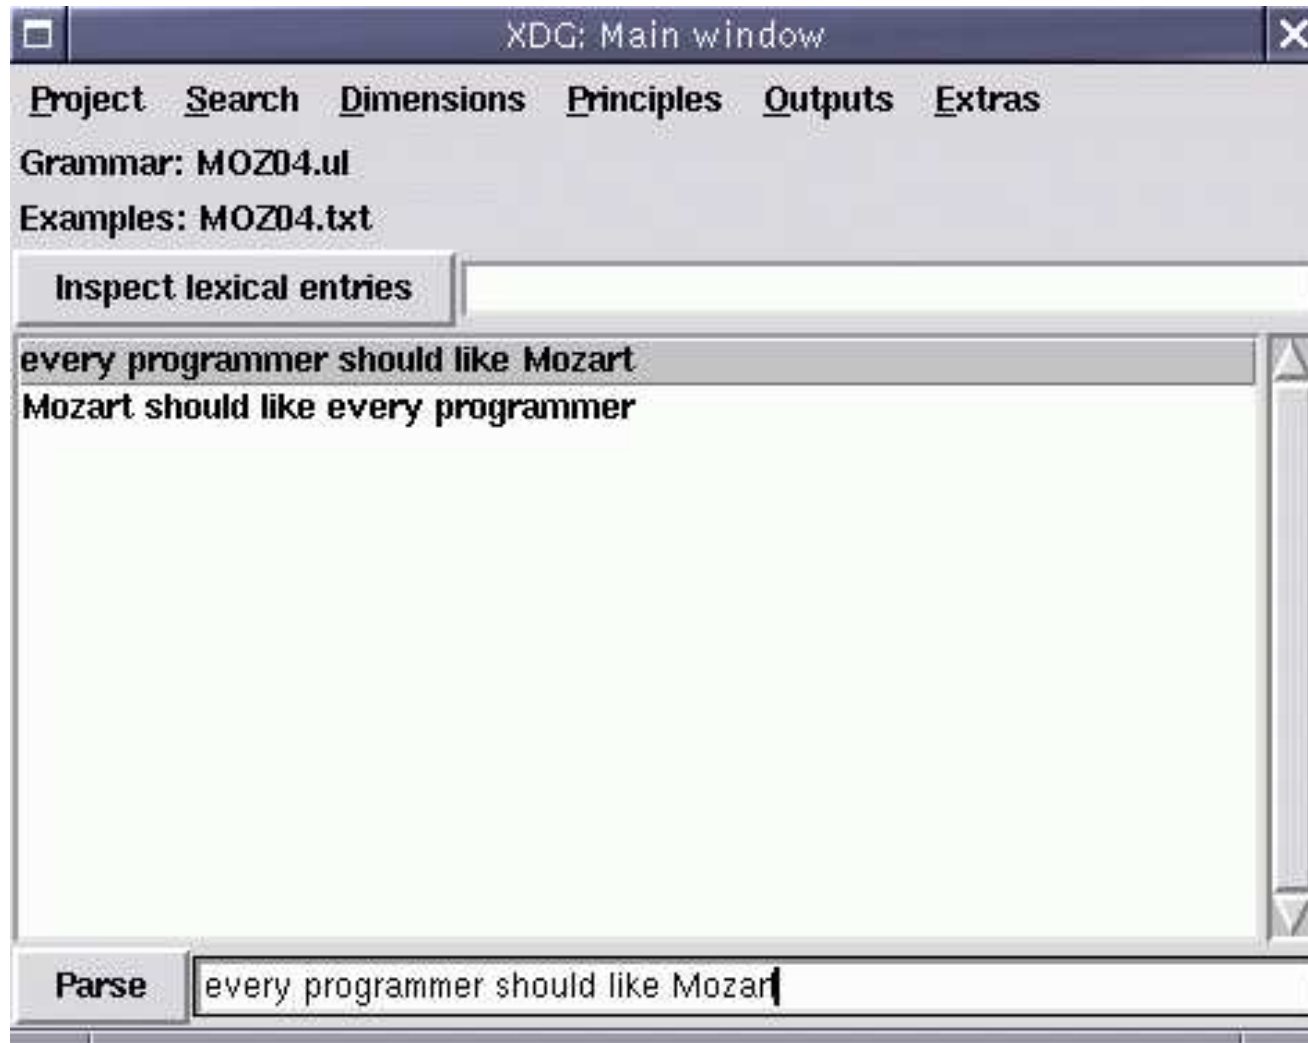 XDG: Main window
Project Search Dimensions Principles Outputs Extras
Grammar: MOZ04.ul
Examples: MOZ04.txt
Inspect lexical entries
every programmer should like Mozart
Mozart should like every programmer
Parse every programmer should like Mozart